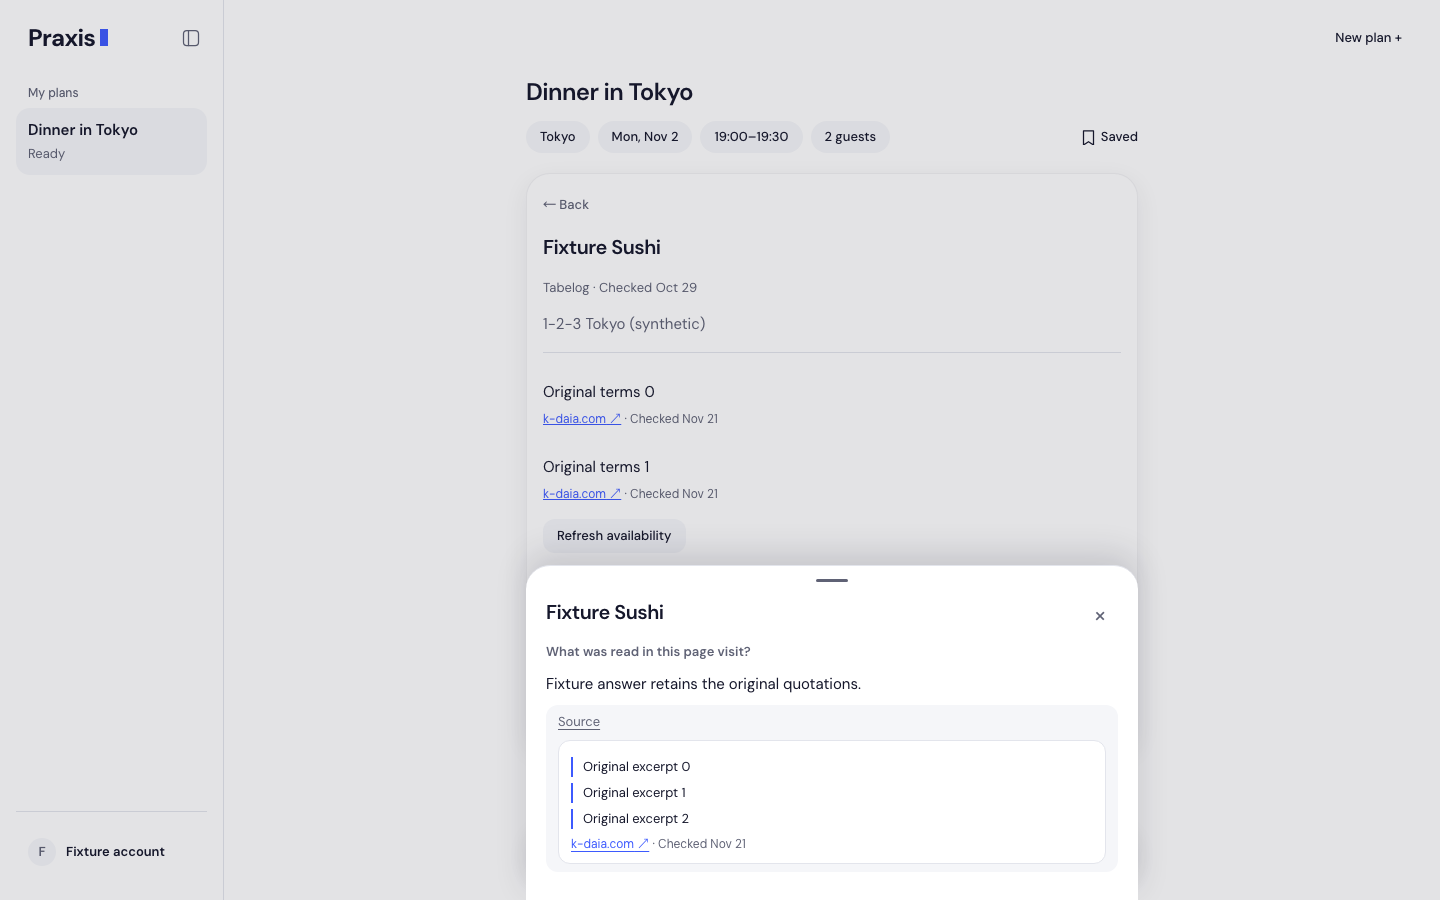 Praxis
New plan +
My plans
Dinner in Tokyo
Ready
Dinner in Tokyo
Tokyo
Mon, Nov 2
19:00–19:30
2 guests
Saved
← Back
Fixture Sushi
Tabelog · Checked Oct 29
1-2-3 Tokyo (synthetic)
Original terms 0
k-daia.com ↗ · Checked Nov 21
Original terms 1
k-daia.com ↗ · Checked Nov 21
Refresh availability
Fixture Sushi
×
What was read in this page visit?
Fixture answer retains the original quotations.
Source
Original excerpt 0
Original excerpt 1
Original excerpt 2
k-daia.com ↗ · Checked Nov 21
F
Fixture account